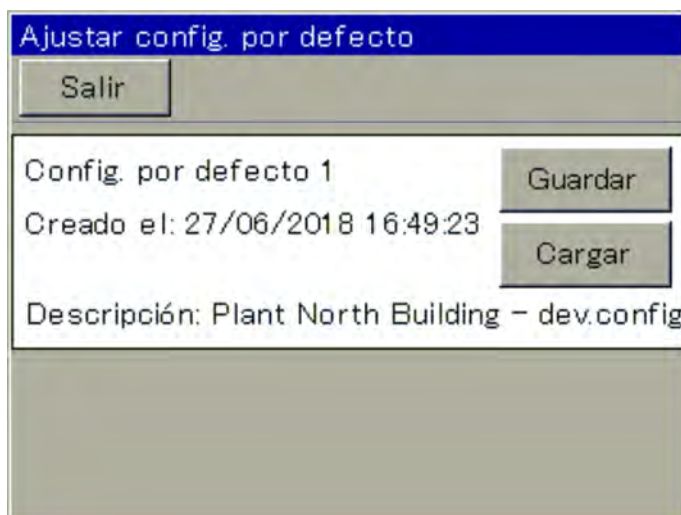 Ajustar config. por defecto
Salir
Config. por defecto 1
Guardar
Creado el: 27/06/2018 16:49:23
Cargar
Descripción: Plant North Building - dev.config